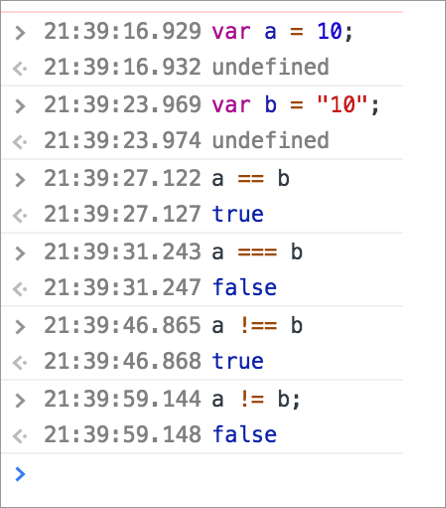 > 21:39:16.929 var a = 10;
<· 21:39:16.932 undefined
> 21:39:23.969 var b = "10";
<· 21:39:23.974 undefined
> 21:39:27.122 a == b
<· 21:39:27.127 true
> 21:39:31.243 a === b
<· 21:39:31.247 false
> 21:39:46.865 a !== b
<· 21:39:46.868 true
> 21:39:59.144 a != b;
<· 21:39:59.148 false
>